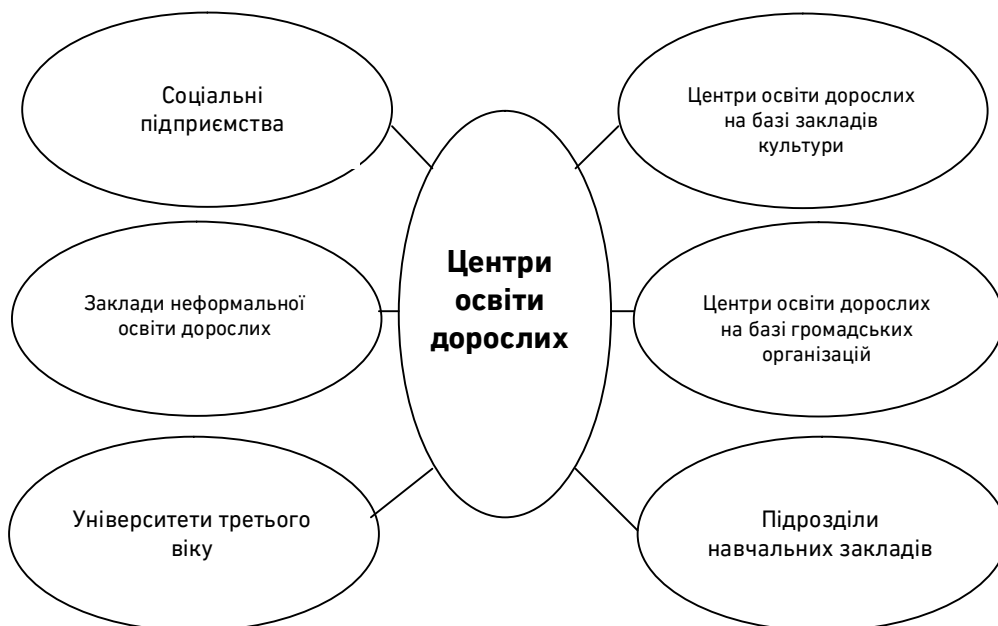 Соціальні
підприємства
Центри освіти дорослих
на базі закладів
культури
Центри
освіти
дорослих
Заклади неформальної
освіти дорослих
Центри освіти дорослих
на базі громадських
організацій
Університети третього
віку
Підрозділи
навчальних закладів